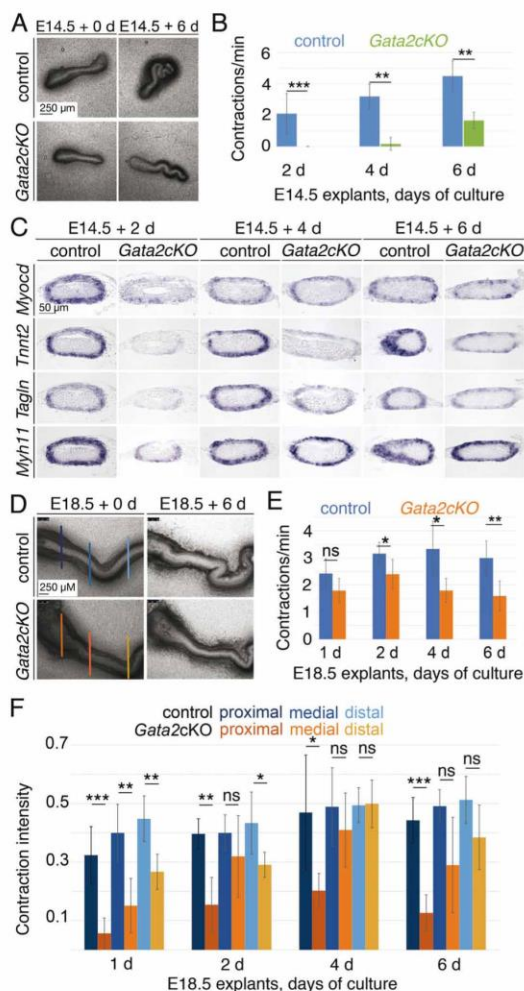 A
E14.5 + 0 d E14.5 + 6 d
control
250 µm
Gata2cKO
B
control Gata2cKO
Contractions/min
6
4
2
0
*** ** **
2 d 4 d 6 d
E14.5 explants, days of culture
C
E14.5 + 2 d E14.5 + 4 d E14.5 + 6 d
control Gata2cKO control Gata2cKO control Gata2cKO
Myocd
50 µm
Tnnt2
Tagln
Myh11
D
E18.5 + 0 d E18.5 + 6 d
control
250 µM
Gata2cKO
E
control Gata2cKO
Contractions/min
4
3
2
1
0
ns * * **
1 d 2 d 4 d 6 d
E18.5 explants, days of culture
F
control proximal medial distal
Gata2cKO proximal medial distal
Contraction intensity
0.7
0.5
0.3
0.1
*** ** ** ** ns * * ns ns *** ns ns
1 d 2 d 4 d 6 d
E18.5 explants, days of culture